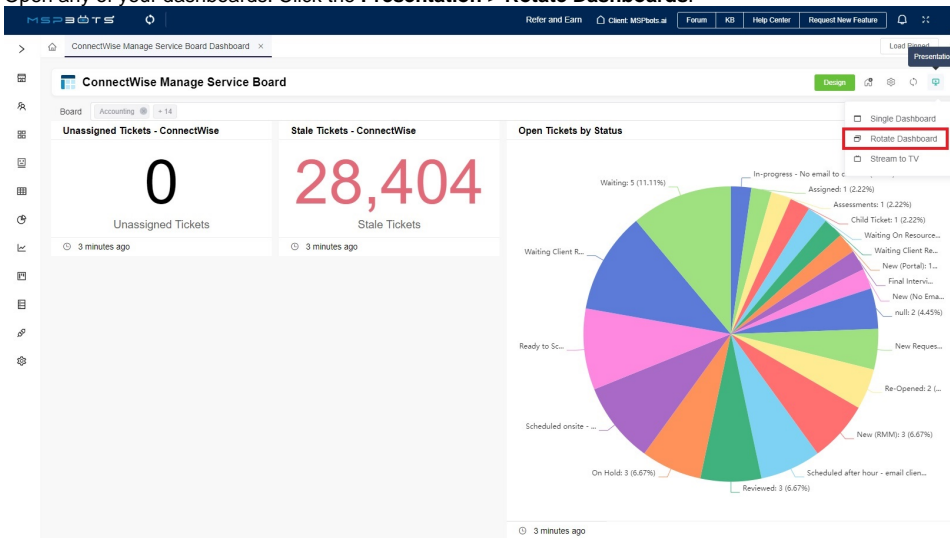 Open any of your dashboards. Click the Presentation > Rotate Dashboards.
MSPBOTS
Refer and Earn
Client: MSPbots.ai
Forum
KB
Help Center
Request New Feature
ConnectWise Manage Service Board Dashboard ×
Load Pinned
Presentatio
ConnectWise Manage Service Board
Design
Board
Accounting
+ 14
Single Dashboard
Rotate Dashboard
Stream to TV
Unassigned Tickets - ConnectWise
0
Unassigned Tickets
3 minutes ago
Stale Tickets - ConnectWise
28,404
Stale Tickets
3 minutes ago
Open Tickets by Status
In-progress - No email to c
Waiting: 5 (11.11%)
Assigned: 1 (2.22%)
Assessments: 1 (2.22%)
Child Ticket: 1 (2.22%)
Waiting On Resource...
Waiting Client R...
Waiting Client Re...
New (Portal): 1...
Final Intervi...
New (No Ema...
null: 2 (4.45%)
Ready to Sc...
New Reques...
Re-Opened: 2 (...
Scheduled onsite - ...
New (RMM): 3 (6.67%)
On Hold: 3 (6.67%)
Scheduled after hour - email clien...
Reviewed: 3 (6.67%)
3 minutes ago